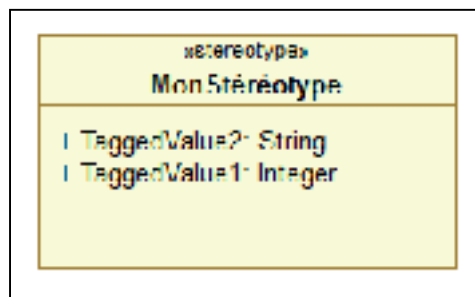 «stereotype»
MonStéréotype
TaggedValue2: String
TaggedValue1: Integer